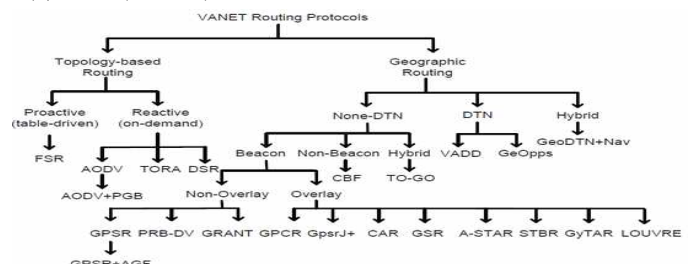 VANET Routing Protocols
Topology-based
Routing
Geographic
Routing
Proactive
(table-driven)
Reactive
(on-demand)
None-DTN
DTN
Hybrid
FSR
AODV
TORA
DSR
Beacon
Non-Beacon
Hybrid
VADD
GeOpps
GeoDTN+Nav
AODV+PGB
Non-Overlay
Overlay
CBF
TO-GO
GPSR
PRB-DV
GRANT
GPCR
GpsrJ+
CAR
GSR
A-STAR
STBR
GyTAR
LOUVRE
GPSR+AGF